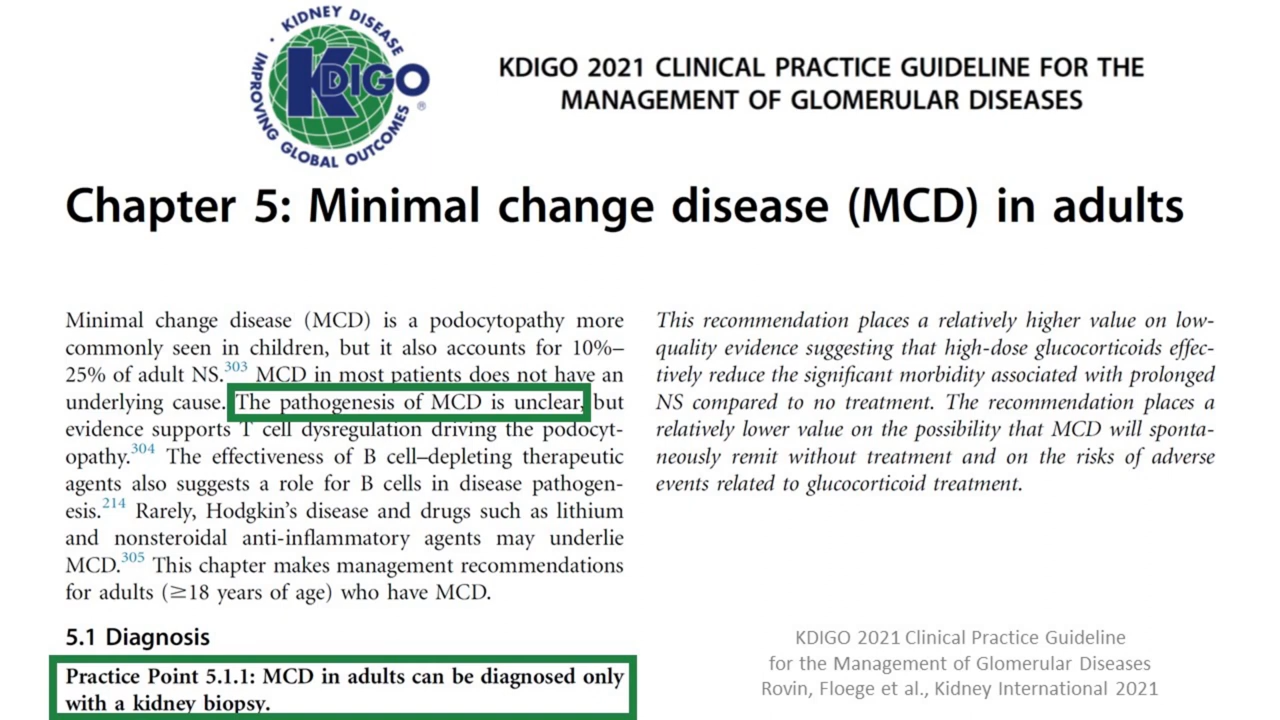 KIDNEY DISEASE
IMPROVING GLOBAL OUTCOMES
KDIGO
®
KDIGO 2021 CLINICAL PRACTICE GUIDELINE FOR THE
MANAGEMENT OF GLOMERULAR DISEASES
Chapter 5: Minimal change disease (MCD) in adults
Minimal change disease (MCD) is a podocytopathy more
commonly seen in children, but it also accounts for 10%–
25% of adult NS.303 MCD in most patients does not have an
underlying cause. The pathogenesis of MCD is unclear, but
evidence supports T cell dysregulation driving the podocyt-
opathy.304 The effectiveness of B cell–depleting therapeutic
agents also suggests a role for B cells in disease pathogen-
esis.214 Rarely, Hodgkin's disease and drugs such as lithium
and nonsteroidal anti-inflammatory agents may underlie
MCD.305 This chapter makes management recommendations
for adults (≥18 years of age) who have MCD.
5.1 Diagnosis
Practice Point 5.1.1: MCD in adults can be diagnosed only
with a kidney biopsy.
This recommendation places a relatively higher value on low-
quality evidence suggesting that high-dose glucocorticoids effec-
tively reduce the significant morbidity associated with prolonged
NS compared to no treatment. The recommendation places a
relatively lower value on the possibility that MCD will sponta-
neously remit without treatment and on the risks of adverse
events related to glucocorticoid treatment.
KDIGO 2021 Clinical Practice Guideline
for the Management of Glomerular Diseases
Rovin, Floege et al., Kidney International 2021